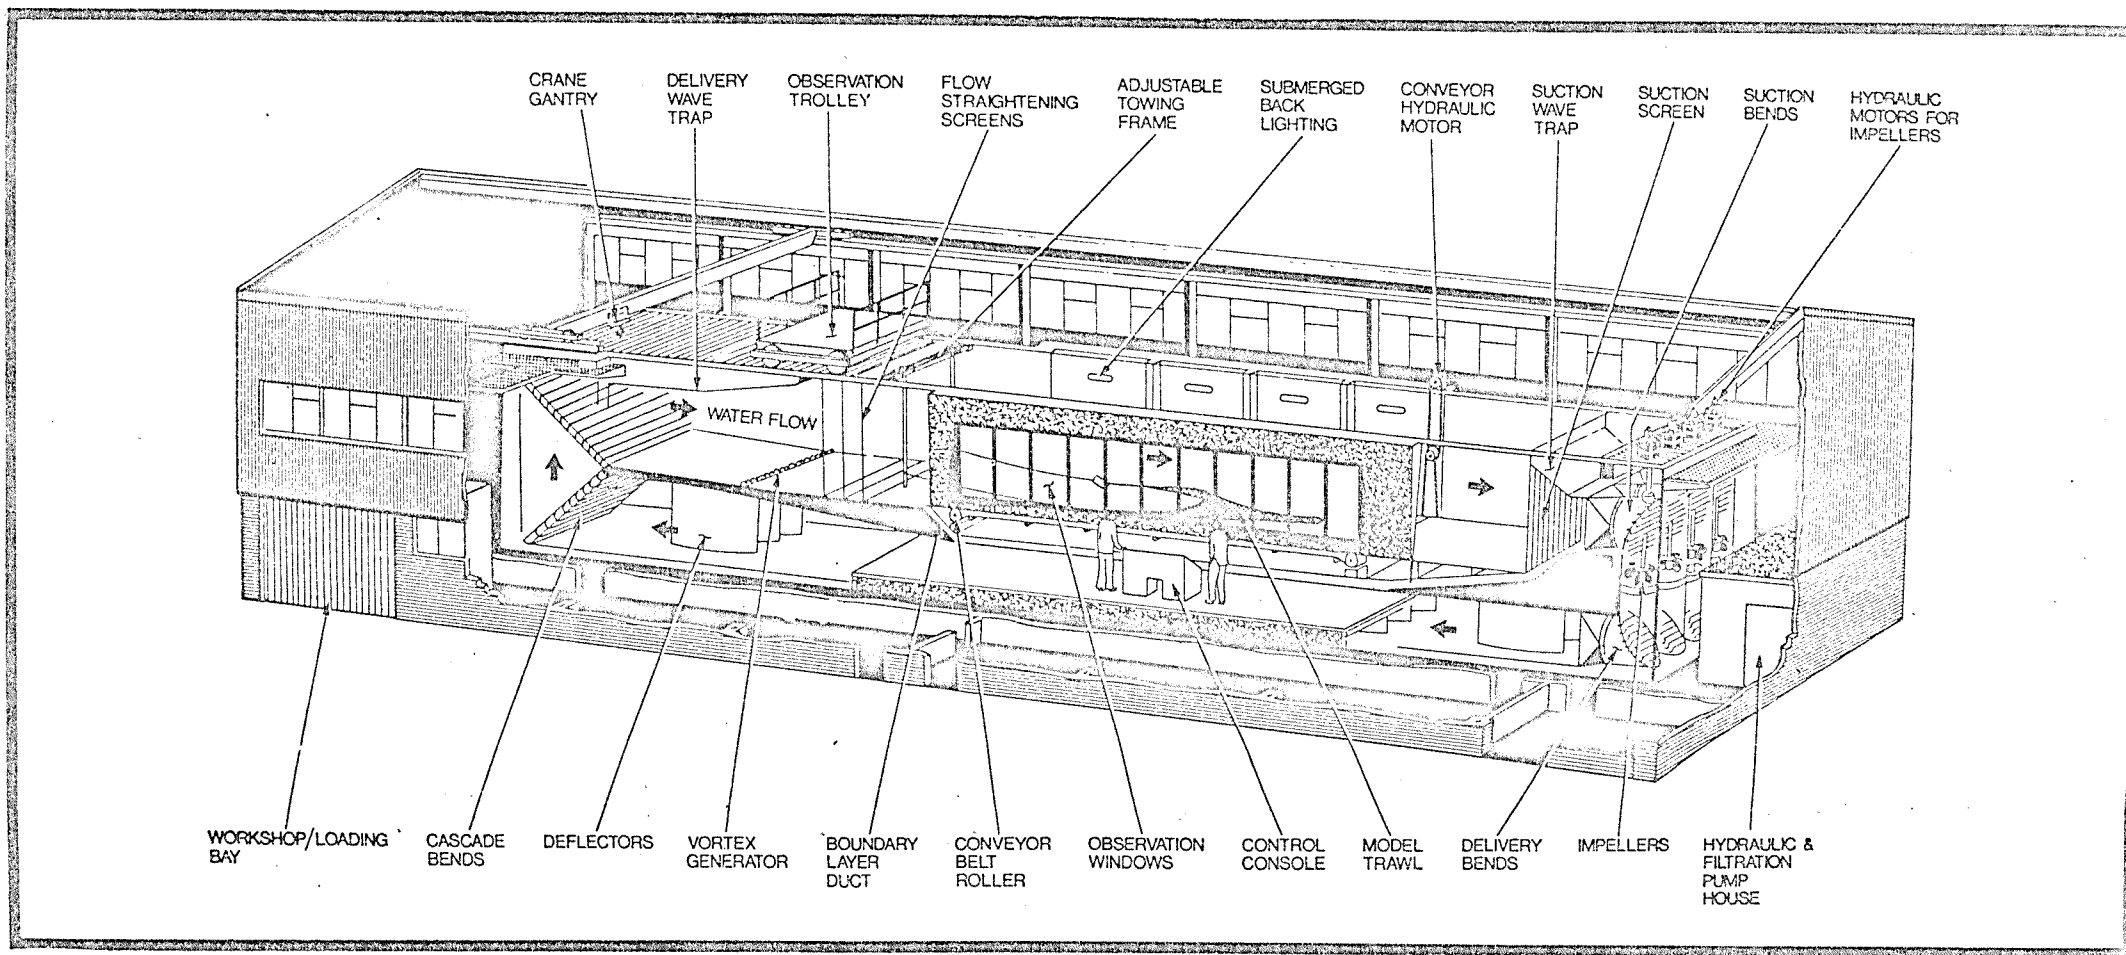 CRANE
GANTRY
DELIVERY
WAVE
TRAP
OBSERVATION
TROLLEY
FLOW
STRAIGHTENING
SCREENS
ADJUSTABLE
TOWING
FRAME
SUBMERGED
BACK
LIGHTING
CONVEYOR
HYDRAULIC
MOTOR
SUCTION
WAVE
TRAP
SUCTION
SCREEN
SUCTION
BENDS
HYDRAULIC
MOTORS FOR
IMPELLERS
WATER FLOW
WORKSHOP/LOADING
BAY
CASCADE
BENDS
DEFLECTORS
VORTEX
GENERATOR
BOUNDARY
LAYER
DUCT
CONVEYOR
BELT
ROLLER
OBSERVATION
WINDOWS
CONTROL
CONSOLE
MODEL
TRAWL
DELIVERY
BENDS
IMPELLERS
HYDRAULIC &
FILTRATION
PUMP
HOUSE